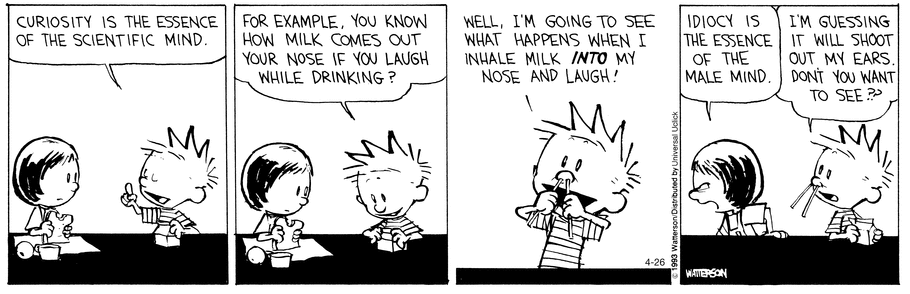 CURIOSITY IS THE ESSENCE
OF THE SCIENTIFIC MIND.
FOR EXAMPLE, YOU KNOW
HOW MILK COMES OUT
YOUR NOSE IF YOU LAUGH
WHILE DRINKING?
WELL, I'M GOING TO SEE
WHAT HAPPENS WHEN I
INHALE MILK INTO MY
NOSE AND LAUGH!
4-26
© 1993 Watterson/Distributed by Universal Uclick
IDIOCY IS
THE ESSENCE
OF THE
MALE MIND.
I'M GUESSING
IT WILL SHOOT
OUT MY EARS.
DON'T YOU WANT
TO SEE??
WATTERSON